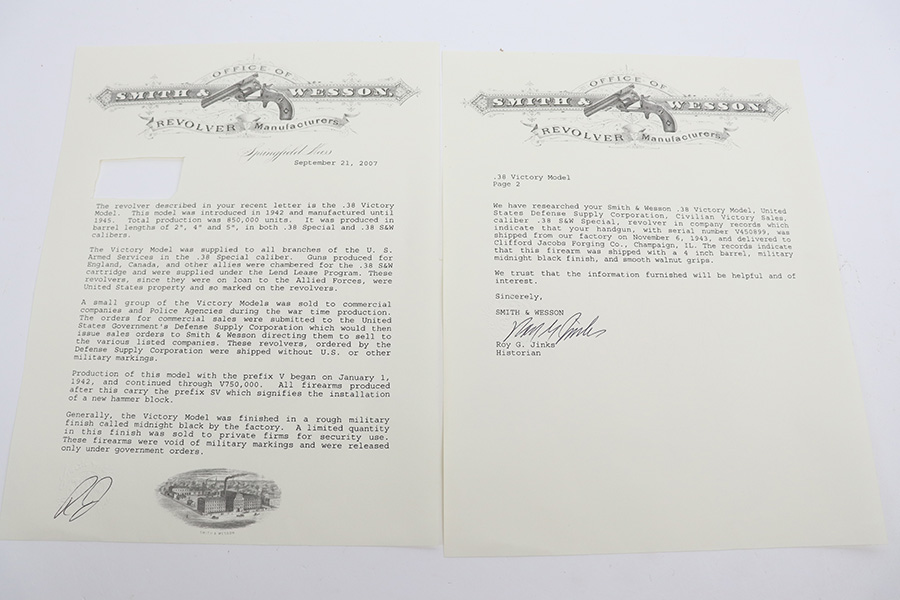 OFFICE OF
SMITH & WESSON,
REVOLVER Manufacturers
Springfield Mass
September 21, 2007
The revolver described in your recent letter is the .38 Victory
Model. This model was introduced in 1942 and manufactured until
1945. Total production was 850,000 units. It was produced in
barrel lengths of 2", 4" and 5", in both .38 Special and .38 S&W
calibers.
The Victory Model was supplied to all branches of the U. S.
Armed Services in the .38 Special caliber. Guns produced for
England, Canada, and other allies were chambered for the .38 S&W
cartridge and were supplied under the Lend Lease Program. These
revolvers, since they were on loan to the Allied Forces, were
United States property and so marked on the revolvers.
A small group of the Victory Models was sold to commercial
companies and Police Agencies during the war time production.
The orders for commercial sales were submitted to the United
States Government's Defense Supply Corporation which would then
issue sales orders to Smith & Wesson directing them to sell to
the various listed companies. These revolvers, ordered by the
Defense Supply Corporation were shipped without U.S. or other
military markings.
Production of this model with the prefix V began on January 1,
1942, and continued through V750,000. All firearms produced
after this carry the prefix SV which signifies the installation
of a new hammer block.
Generally, the Victory Model was finished in a rough military
finish called midnight black by the factory. A limited quantity
in this finish was sold to private firms for security use.
These firearms were void of military markings and were released
only under government orders.
SMITH & WESSON
OFFICE OF
SMITH & WESSON,
REVOLVER Manufacturers
.38 Victory Model
Page 2
We have researched your Smith & Wesson .38 Victory Model, United
States Defense Supply Corporation, Civilian Victory Sales,
caliber .38 S&W Special, revolver in company records which
indicate that your handgun, with serial number V450899, was
shipped from our factory on November 6, 1943, and delivered to
Clifford Jacobs Forging Co., Champaign, IL. The records indicate
that this firearm was shipped with a 4 inch barrel, military
midnight black finish, and smooth walnut grips.
We trust that the information furnished will be helpful and of
interest.
Sincerely,
SMITH & WESSON
Roy G. Jinks
Roy G. Jinks
Historian